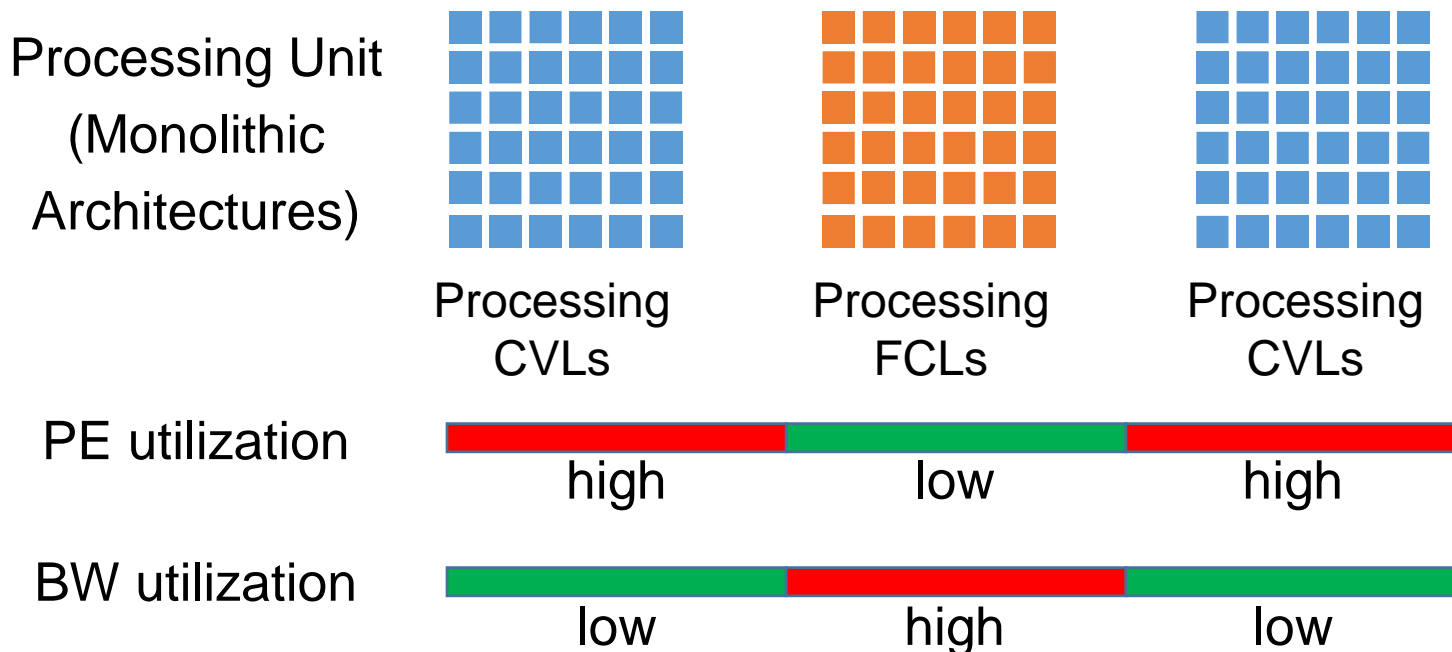 Processing Unit
(Monolithic
Architectures)
Processing
CVLs
Processing
FCLs
Processing
CVLs
PE utilization
high
low
high
BW utilization
low
high
low